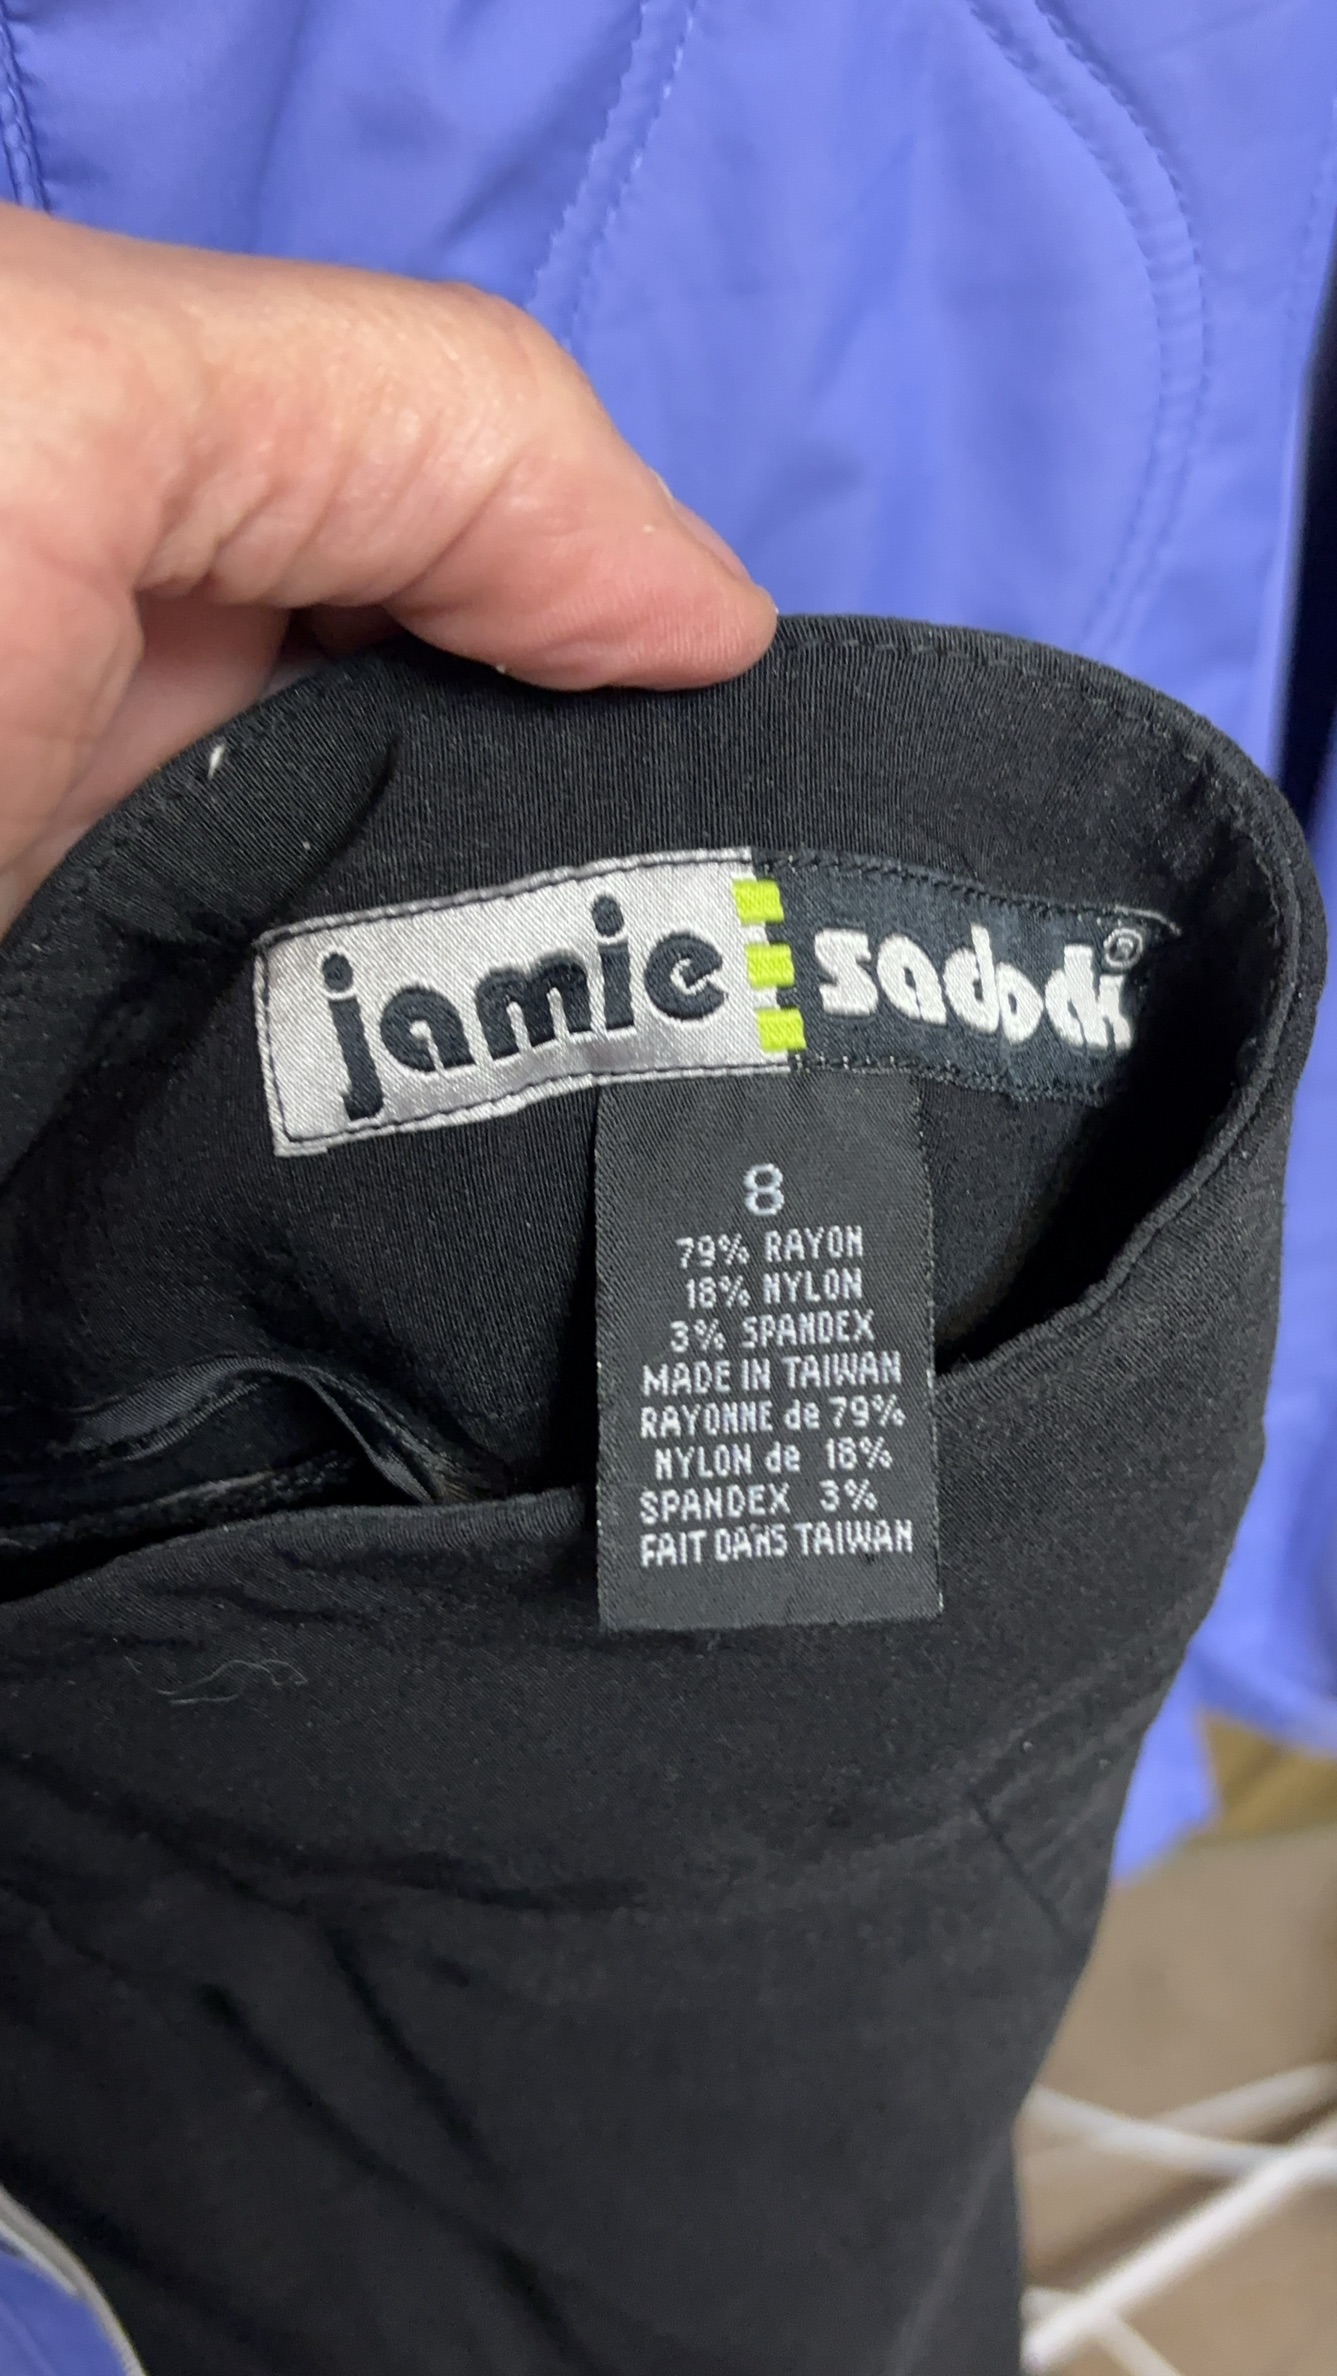 jamie sadock®
8
79% RAYON
18% NYLON
3% SPANDEX
MADE IN TAIWAN
RAYONNE de 79%
NYLON de 18%
SPANDEX 3%
FAIT DANS TAIWAN